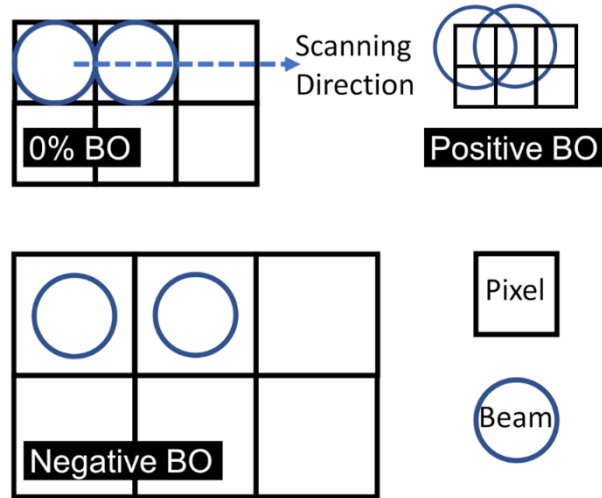 Scanning
Direction
0% BO
Positive BO
Pixel
Beam
Negative BO